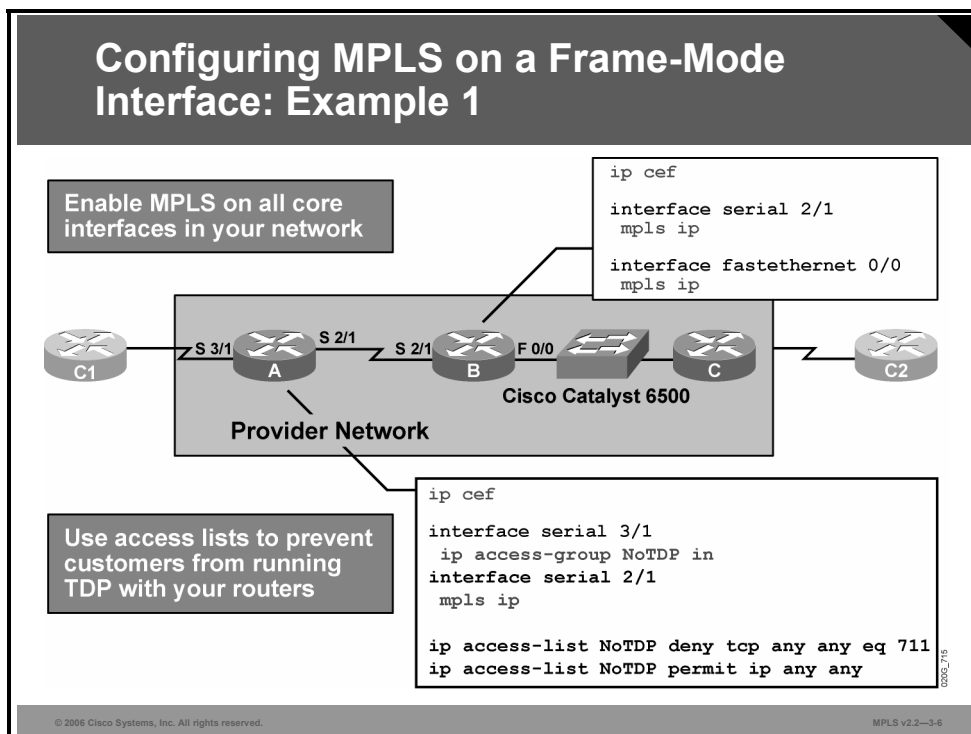 Configuring MPLS on a Frame-Mode
Interface: Example 1
Enable MPLS on all core
interfaces in your network
ip cef
interface serial 2/1
mpls ip
interface fastethernet 0/0
mpls ip
C1
S 3/1
A
S 2/1
S 2/1
B
F 0/0
C
C2
Cisco Catalyst 6500
Provider Network
Use access lists to prevent
customers from running
TDP with your routers
ip cef
interface serial 3/1
ip access-group NoTDP in
interface serial 2/1
mpls ip
ip access-list NoTDP deny tcp any any eq 711
ip access-list NoTDP permit ip any any
020G_715
© 2006 Cisco Systems, Inc. All rights reserved.
MPLS v2.2—3-6